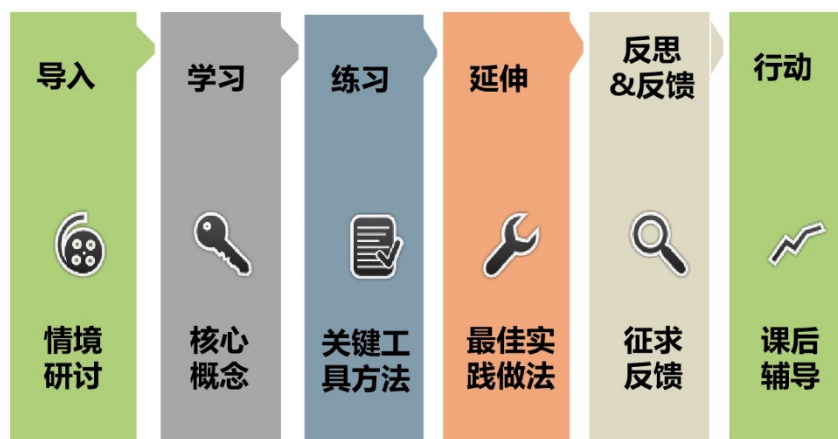 导入
情境
研讨
学习
核心
概念
练习
关键工
具方法
延伸
最佳实
践做法
反思
&反馈
征求
反馈
行动
课后
辅导